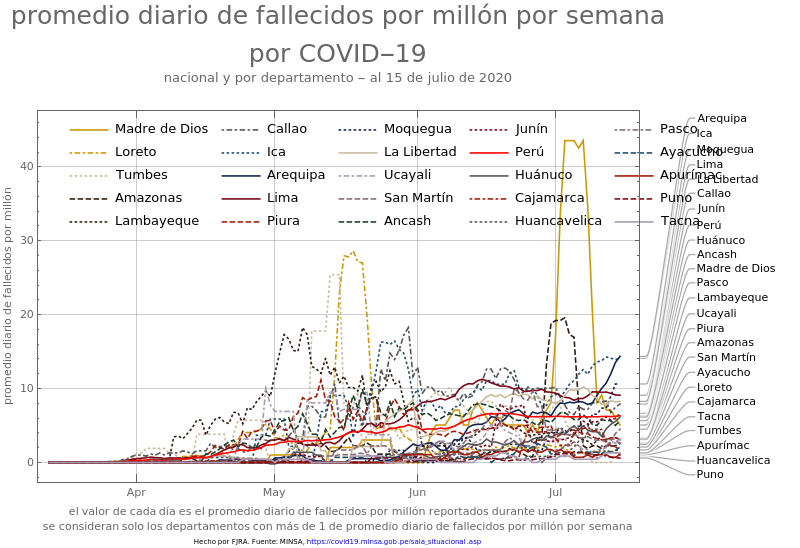 promedio diario de fallecidos por millón por semana
por COVID‒19
nacional y por departamento ‒ al 15 de julio de 2020
Madre de Dios Callao Moquegua Junín Pasco
Loreto Ica La Libertad Perú Ayacucho
Tumbes Arequipa Ucayali Huánuco Apurímac
Amazonas Lima San Martín Cajamarca Puno
Lambayeque Piura Ancash Huancavelica Tacna
promedio diario de fallecidos por millón
40
30
20
10
0
Apr May Jun Jul
Arequipa
Ica
Moquegua
Lima
La Libertad
Callao
Junín
Perú
Huánuco
Ancash
Madre de Dios
Pasco
Lambayeque
Ucayali
Piura
Amazonas
San Martín
Ayacucho
Loreto
Cajamarca
Tacna
Tumbes
Apurímac
Huancavelica
Puno
el valor de cada día es el promedio diario de fallecidos por millón reportados durante una semana
se consideran solo los departamentos con más de 1 de promedio diario de fallecidos por millón por semana
Hecho por FJRA. Fuente: MINSA, https://covid19.minsa.gob.pe/sala_situacional.asp